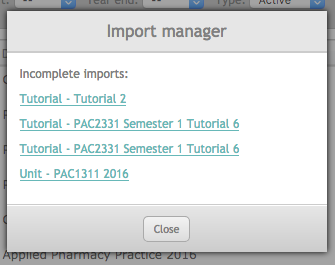 Year end:
Type:
Active
Import manager
Incomplete imports:
Tutorial - Tutorial 2
Tutorial - PAC2331 Semester 1 Tutorial 6
Tutorial - PAC2331 Semester 1 Tutorial 6
Unit - PAC1311 2016
Close
Applied Pharmacy Practice 2016